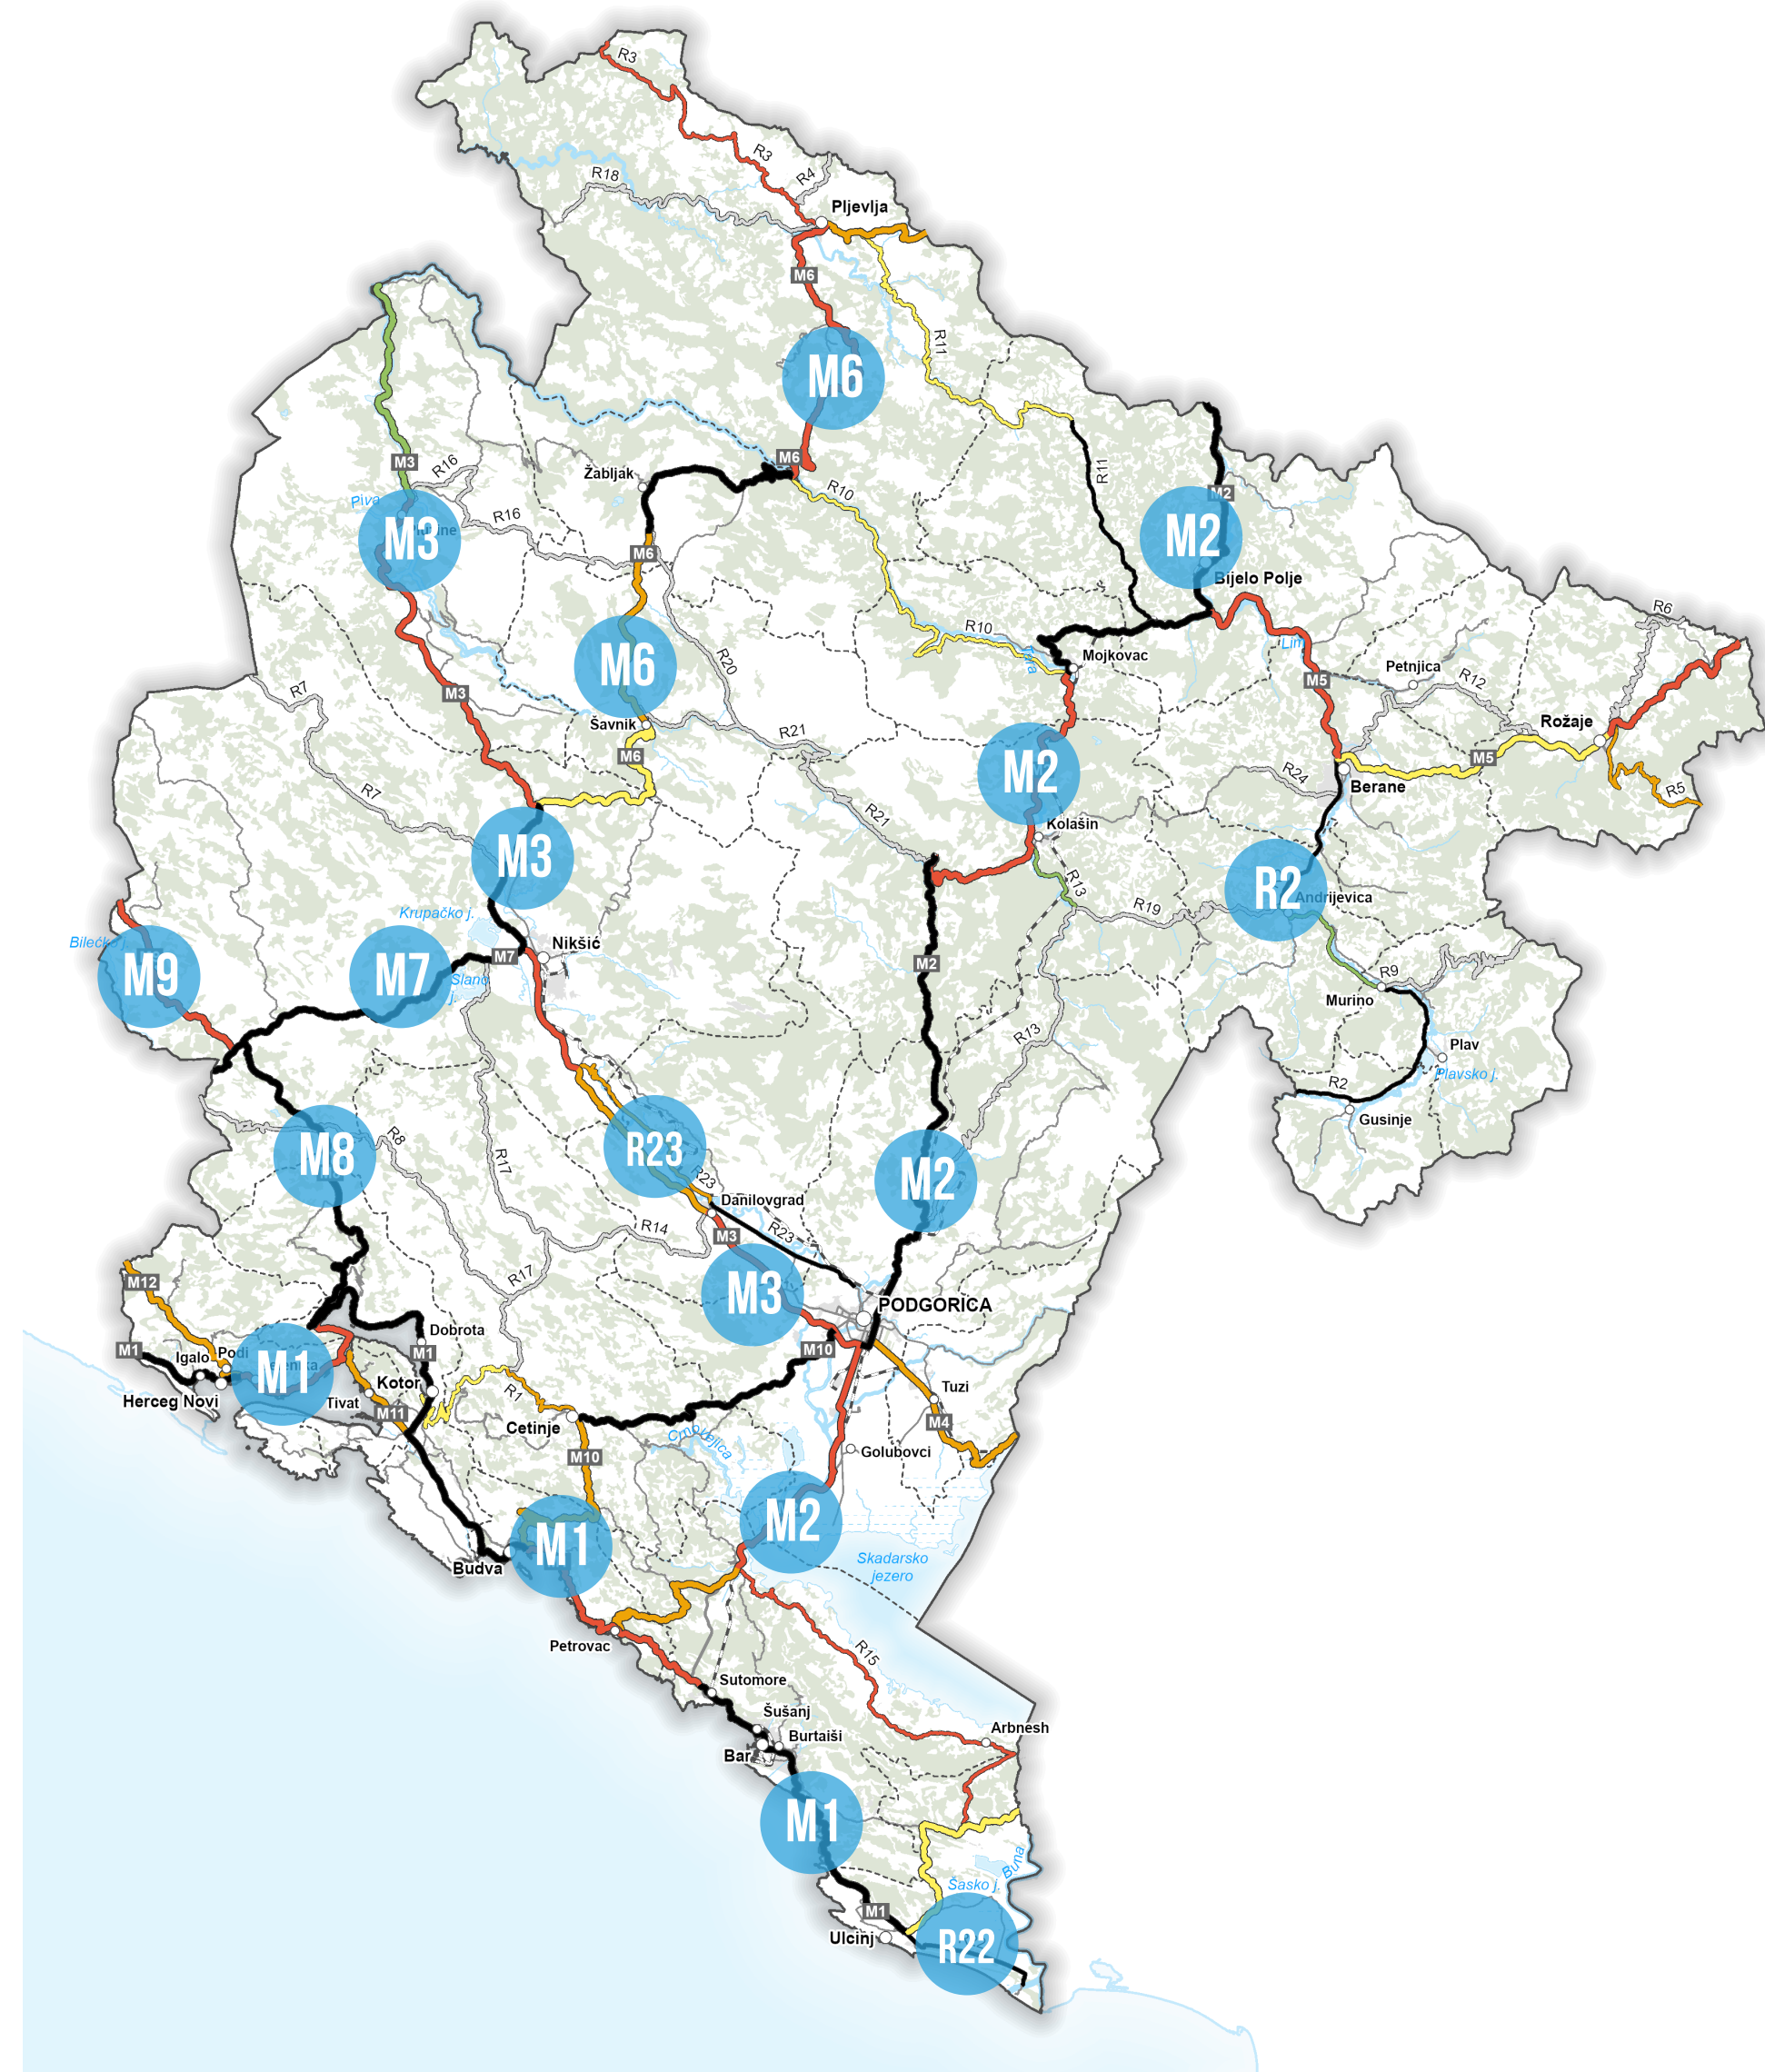 R3
R3
R4
R18
Pljevlja
M6
R11
M6
M6
Žabljak
M3
R16
R10
R11
M2
Piva
R16
M3
M2
M6
Bijelo Polje
R6
R10
Mojkovac
Tara
Lim
M6
R20
Petnjica
M5
R12
R7
M3
Šavnik
R21
Rožaje
M6
M5
M2
R24
Berane
R5
R7
R21
Kolašin
M3
R13
R2
Andrijevica
R19
Krupačko j.
Bilećko j.
Nikšić
M7
M9
M7
Slano
j.
M2
R9
Murino
R13
Plav
Plavsko j.
R2
Gusinje
R8
M8
R17
R23
R23
M2
Danilovgrad
R14
M3
R23
R17
M12
M3
PODGORICA
Dobrota
M1
M1
M10
Igalo
Podi
M1
Kotor
Herceg Novi
Tivat
M11
R1
Tuzi
Cetinje
M4
Crnojevića
Golubovci
M10
M2
M1
Budva
Skadarsko
jezero
Petrovac
R15
Sutomore
Šušanj
Arbnesh
Burtaiši
Bar
M1
Buna
Šasko j.
M1
Ulcinj
R22